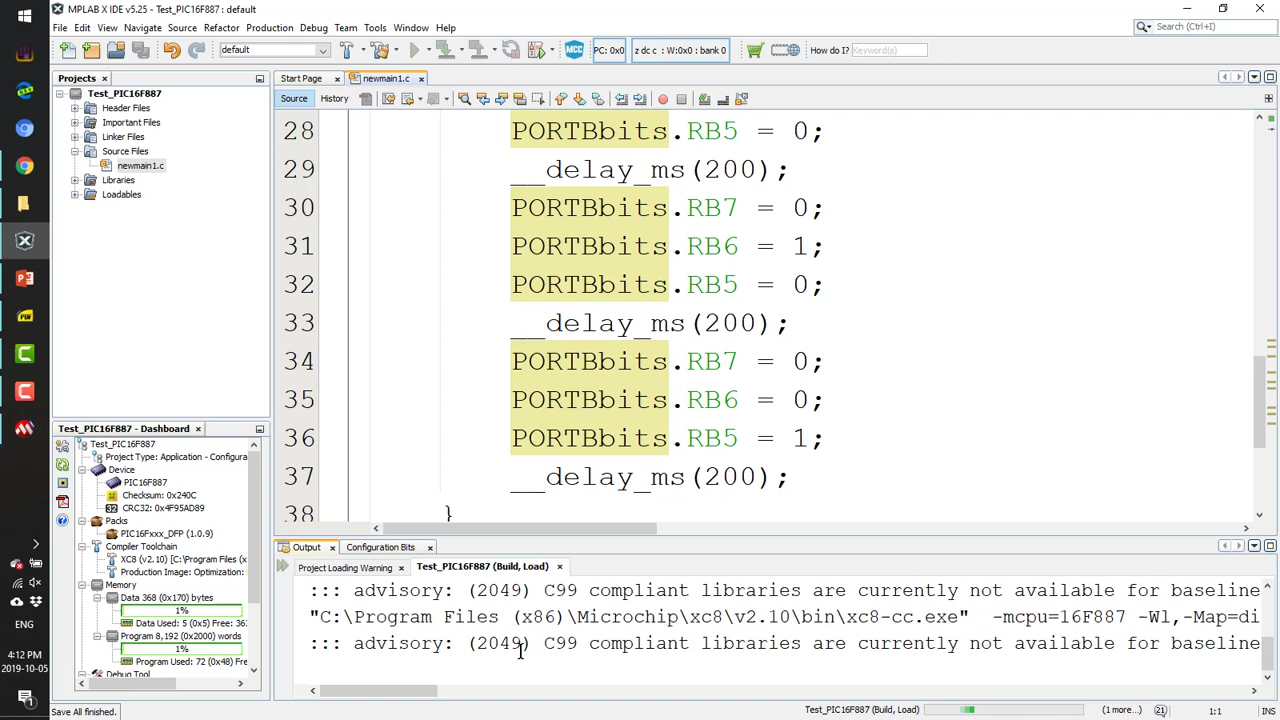 MPLAB X IDE v5.25 - Test_PIC16F887 : default
File Edit View Navigate Source Refactor Production Debug Team Tools Window Help
Search (Ctrl+I)
default
MCC
PC: 0x0
z dc c : W:0x0 : bank 0
How do I? Keyword(s)
Projects
Test_PIC16F887
Header Files
Important Files
Linker Files
Source Files
newmain1.c
Libraries
Loadables
Start Page
newmain1.c
Source
History
28 PORTBbits.RB5 = 0;
29 __delay_ms(200);
30 PORTBbits.RB7 = 0;
31 PORTBbits.RB6 = 1;
32 PORTBbits.RB5 = 0;
33 __delay_ms(200);
34 PORTBbits.RB7 = 0;
35 PORTBbits.RB6 = 0;
36 PORTBbits.RB5 = 1;
37 __delay_ms(200);
38 }
Test_PIC16F887 - Dashboard
Test_PIC16F887
Project Type: Application - Configura
Device
PIC16F887
Checksum: 0x240C
CRC32: 0x4F95AD89
Packs
PIC16Fxxx_DFP (1.0.9)
Compiler Toolchain
XC8 (v2.10) [C:\Program Files (x
Production Image: Optimization:
Memory
Data 368 (0x170) bytes
1%
Data Used: 5 (0x5) Free: 36
Program 8,192 (0x2000) words
1%
Program Used: 72 (0x48) Fre
Debug Tool
Output
Configuration Bits
Project Loading Warning
Test_PIC16F887 (Build, Load)
::: advisory: (2049) C99 compliant libraries are currently not available for baseline
"C:\Program Files (x86)\Microchip\xc8\v2.10\bin\xc8-cc.exe" -mcpu=16F887 -Wl,-Map=di
::: advisory: (2049) C99 compliant libraries are currently not available for baseline
Save All finished.
Test_PIC16F887 (Build, Load)
(1 more...)
21
1:1
INS
ENG
4:12 PM
2019-10-05
1